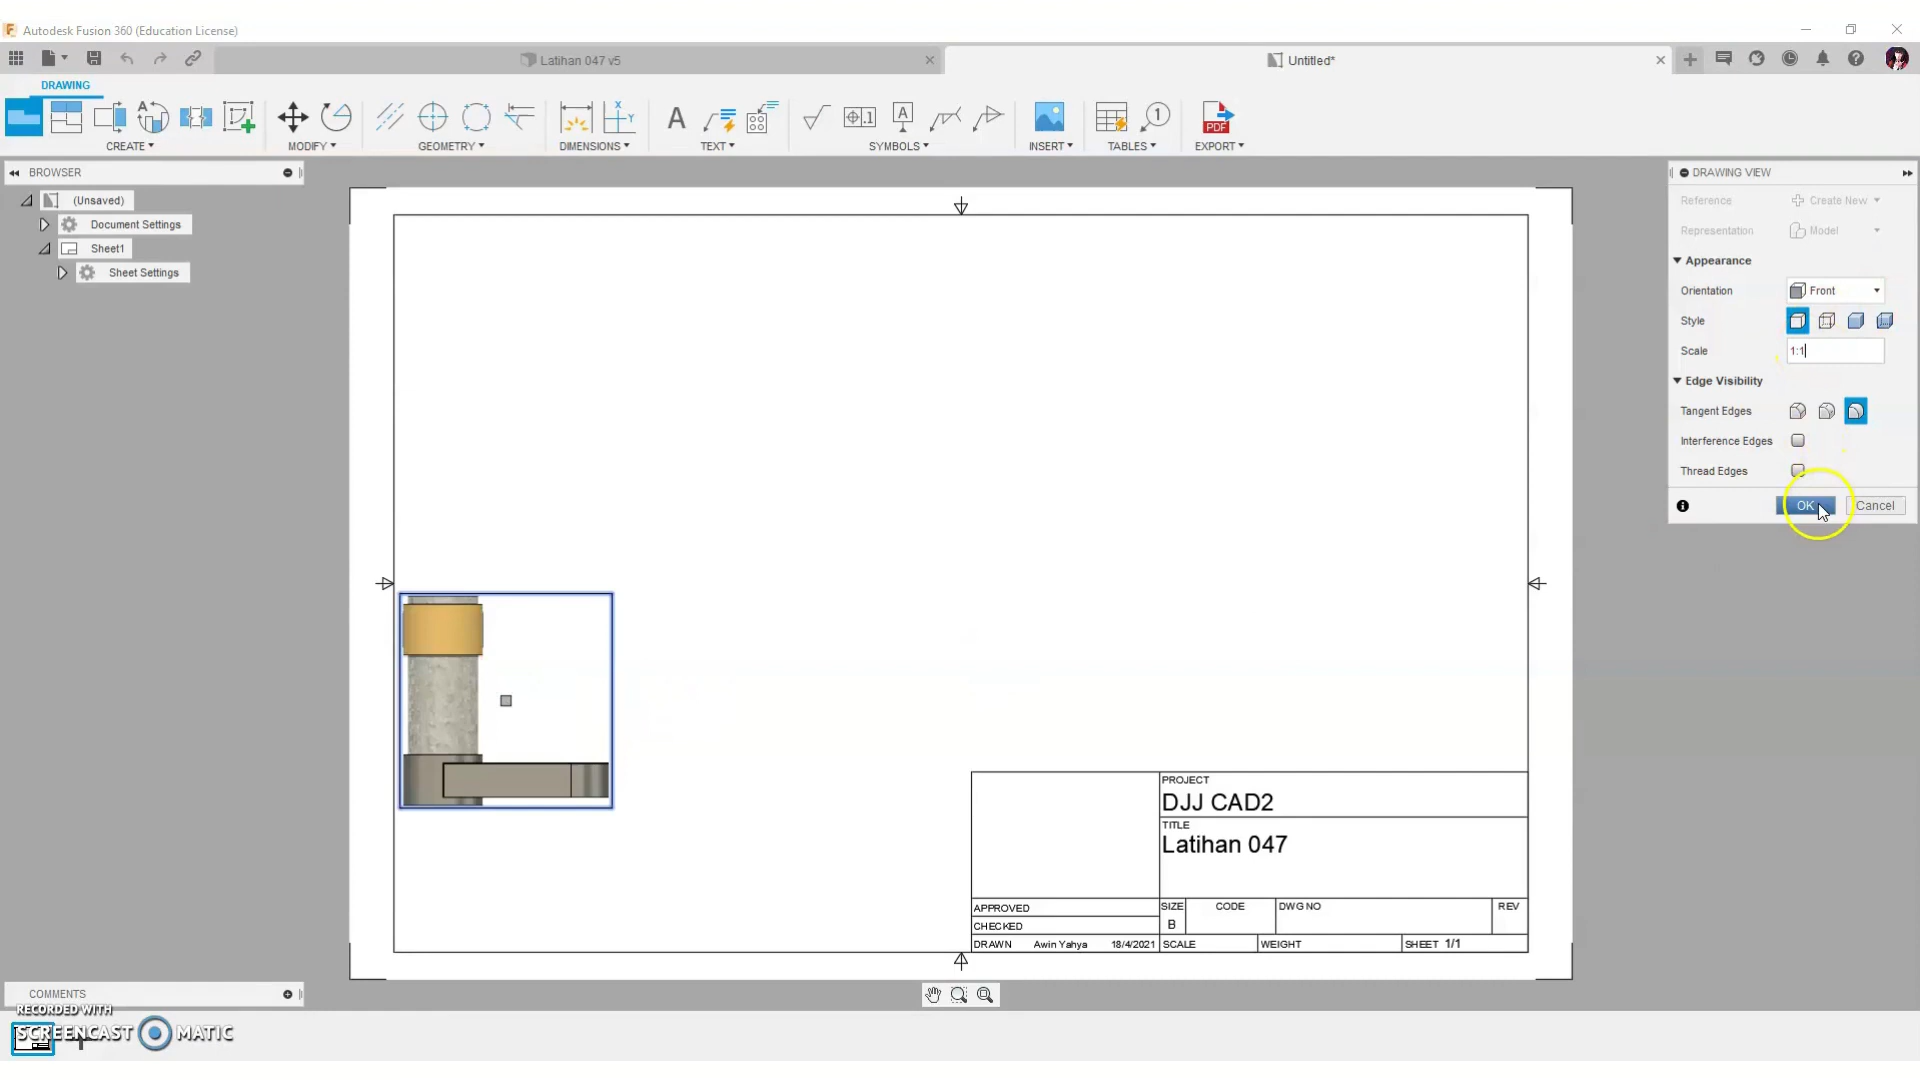 Autodesk Fusion 360 (Education License)
Latihan 047 v5
Untitled*
DRAWING
CREATE
MODIFY
GEOMETRY
DIMENSIONS
TEXT
SYMBOLS
INSERT
TABLES
PDF
EXPORT
BROWSER
(Unsaved)
Document Settings
Sheet1
Sheet Settings
DRAWING VIEW
Reference Create New
Representation Model
Appearance
Orientation Front
Style
Scale 1:1
Edge Visibility
Tangent Edges
Interference Edges
Thread Edges
OK Cancel
PROJECT
DJJ CAD2
TITLE
Latihan 047
APPROVED
CHECKED
DRAWN Awin Yahya 18/4/2021
SIZE CODE DWG NO REV
B
SCALE WEIGHT SHEET 1/1
COMMENTS
RECORDED WITH
SCREENCAST MATIC